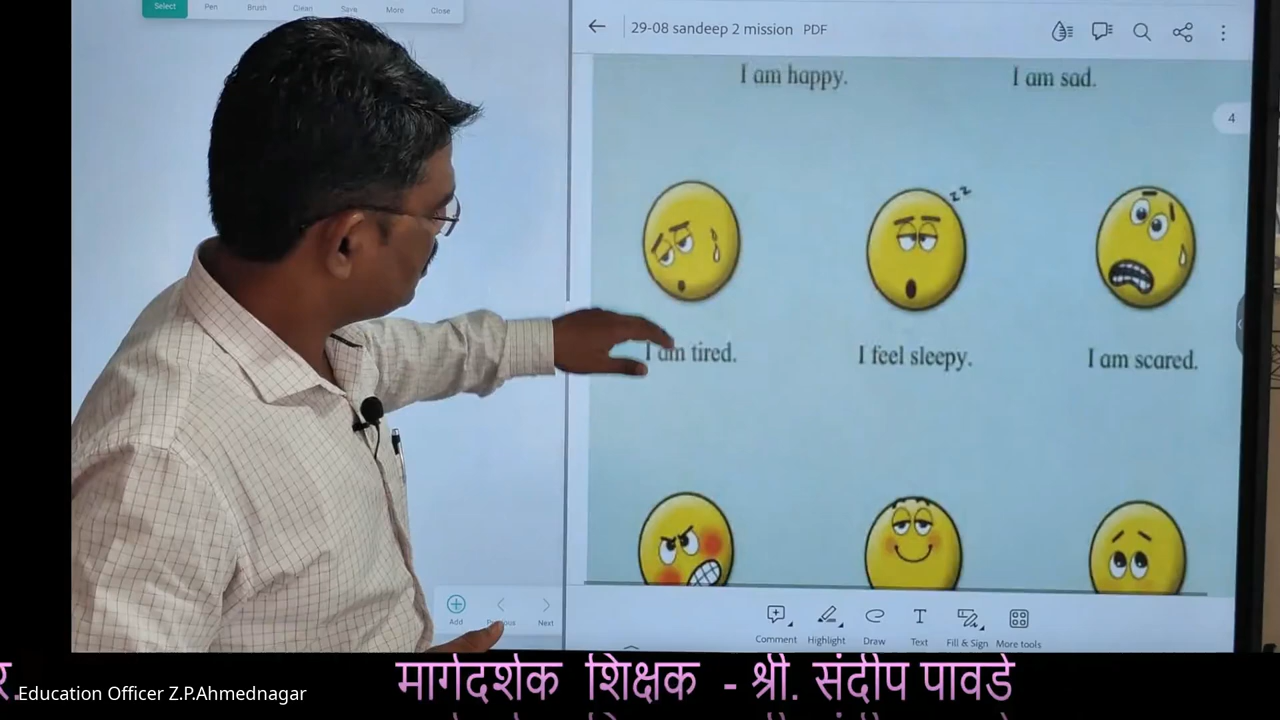 Select Pen Brush Clean Save More Close
29-08 sandeep 2 mission PDF
I am happy. I am sad.
4
zz
I am tired. I feel sleepy. I am scared.
Add Previous Next
Comment Highlight Draw Text Fill & Sign More tools
र. मार्गदर्शक शिक्षक - श्री. संदीप पावडे
Education Officer Z.P.Ahmednagar